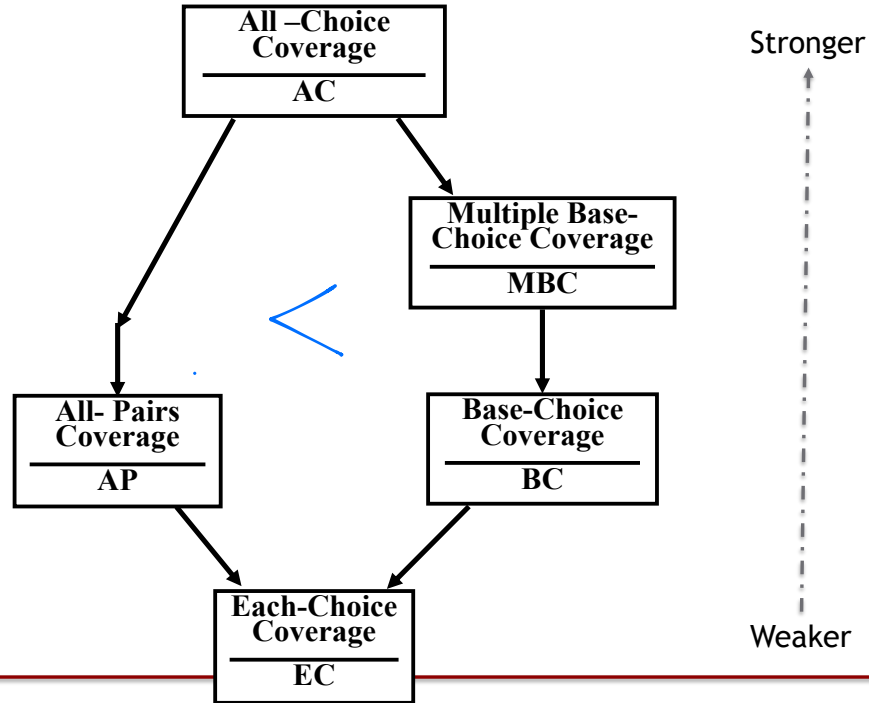 All –Choice
Coverage
AC
Stronger
Multiple Base-
Choice Coverage
MBC
All- Pairs
Coverage
AP
Base-Choice
Coverage
BC
Each-Choice
Coverage
EC
Weaker